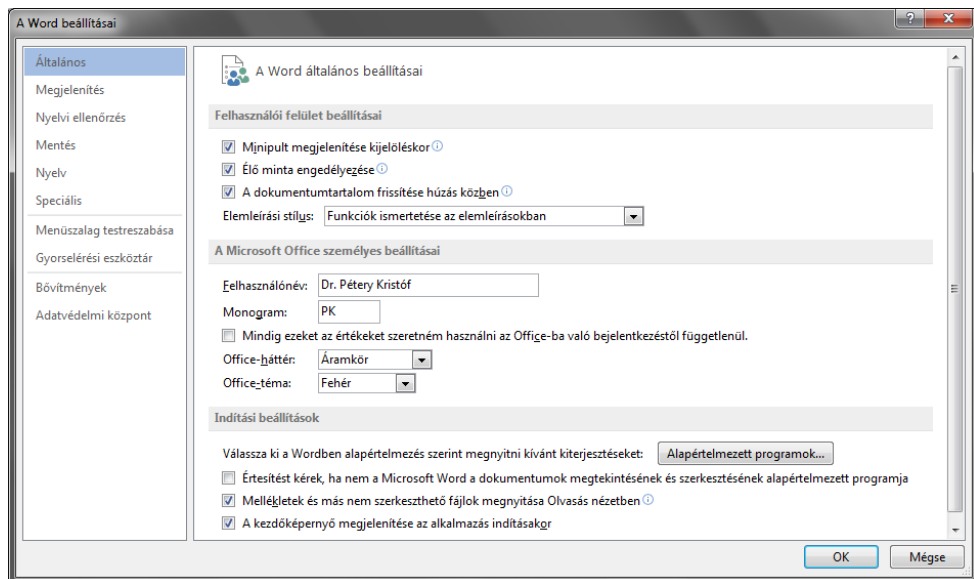 A Word beállításai
Általános
Megjelenítés
Nyelvi ellenőrzés
Mentés
Nyelv
Speciális
Menüszalag testreszabása
Gyorselérési eszköztár
Bővítmények
Adatvédelmi központ
A Word általános beállításai
Felhasználói felület beállításai
Minipult megjelenítése kijelöléskor
Élő minta engedélyezése
A dokumentumtartalom frissítése húzás közben
Elemleírási stílus: Funkciók ismertetése az elemleírásokban
A Microsoft Office személyes beállításai
Felhasználónév: Dr. Pétery Kristóf
Monogram: PK
Mindig ezeket az értékeket szeretném használni az Office-ba való bejelentkezéstől függetlenül.
Office-háttér: Áramkör
Office-téma: Fehér
Indítási beállítások
Válassza ki a Wordben alapértelmezés szerint megnyitni kívánt kiterjesztéseket: Alapértelmezett programok...
Értesítést kérek, ha nem a Microsoft Word a dokumentumok megtekintésének és szerkesztésének alapértelmezett programja
Mellékletek és más nem szerkeszthető fájlok megnyitása Olvasás nézetben
A kezdőképernyő megjelenítése az alkalmazás indításakor
OK Mégse